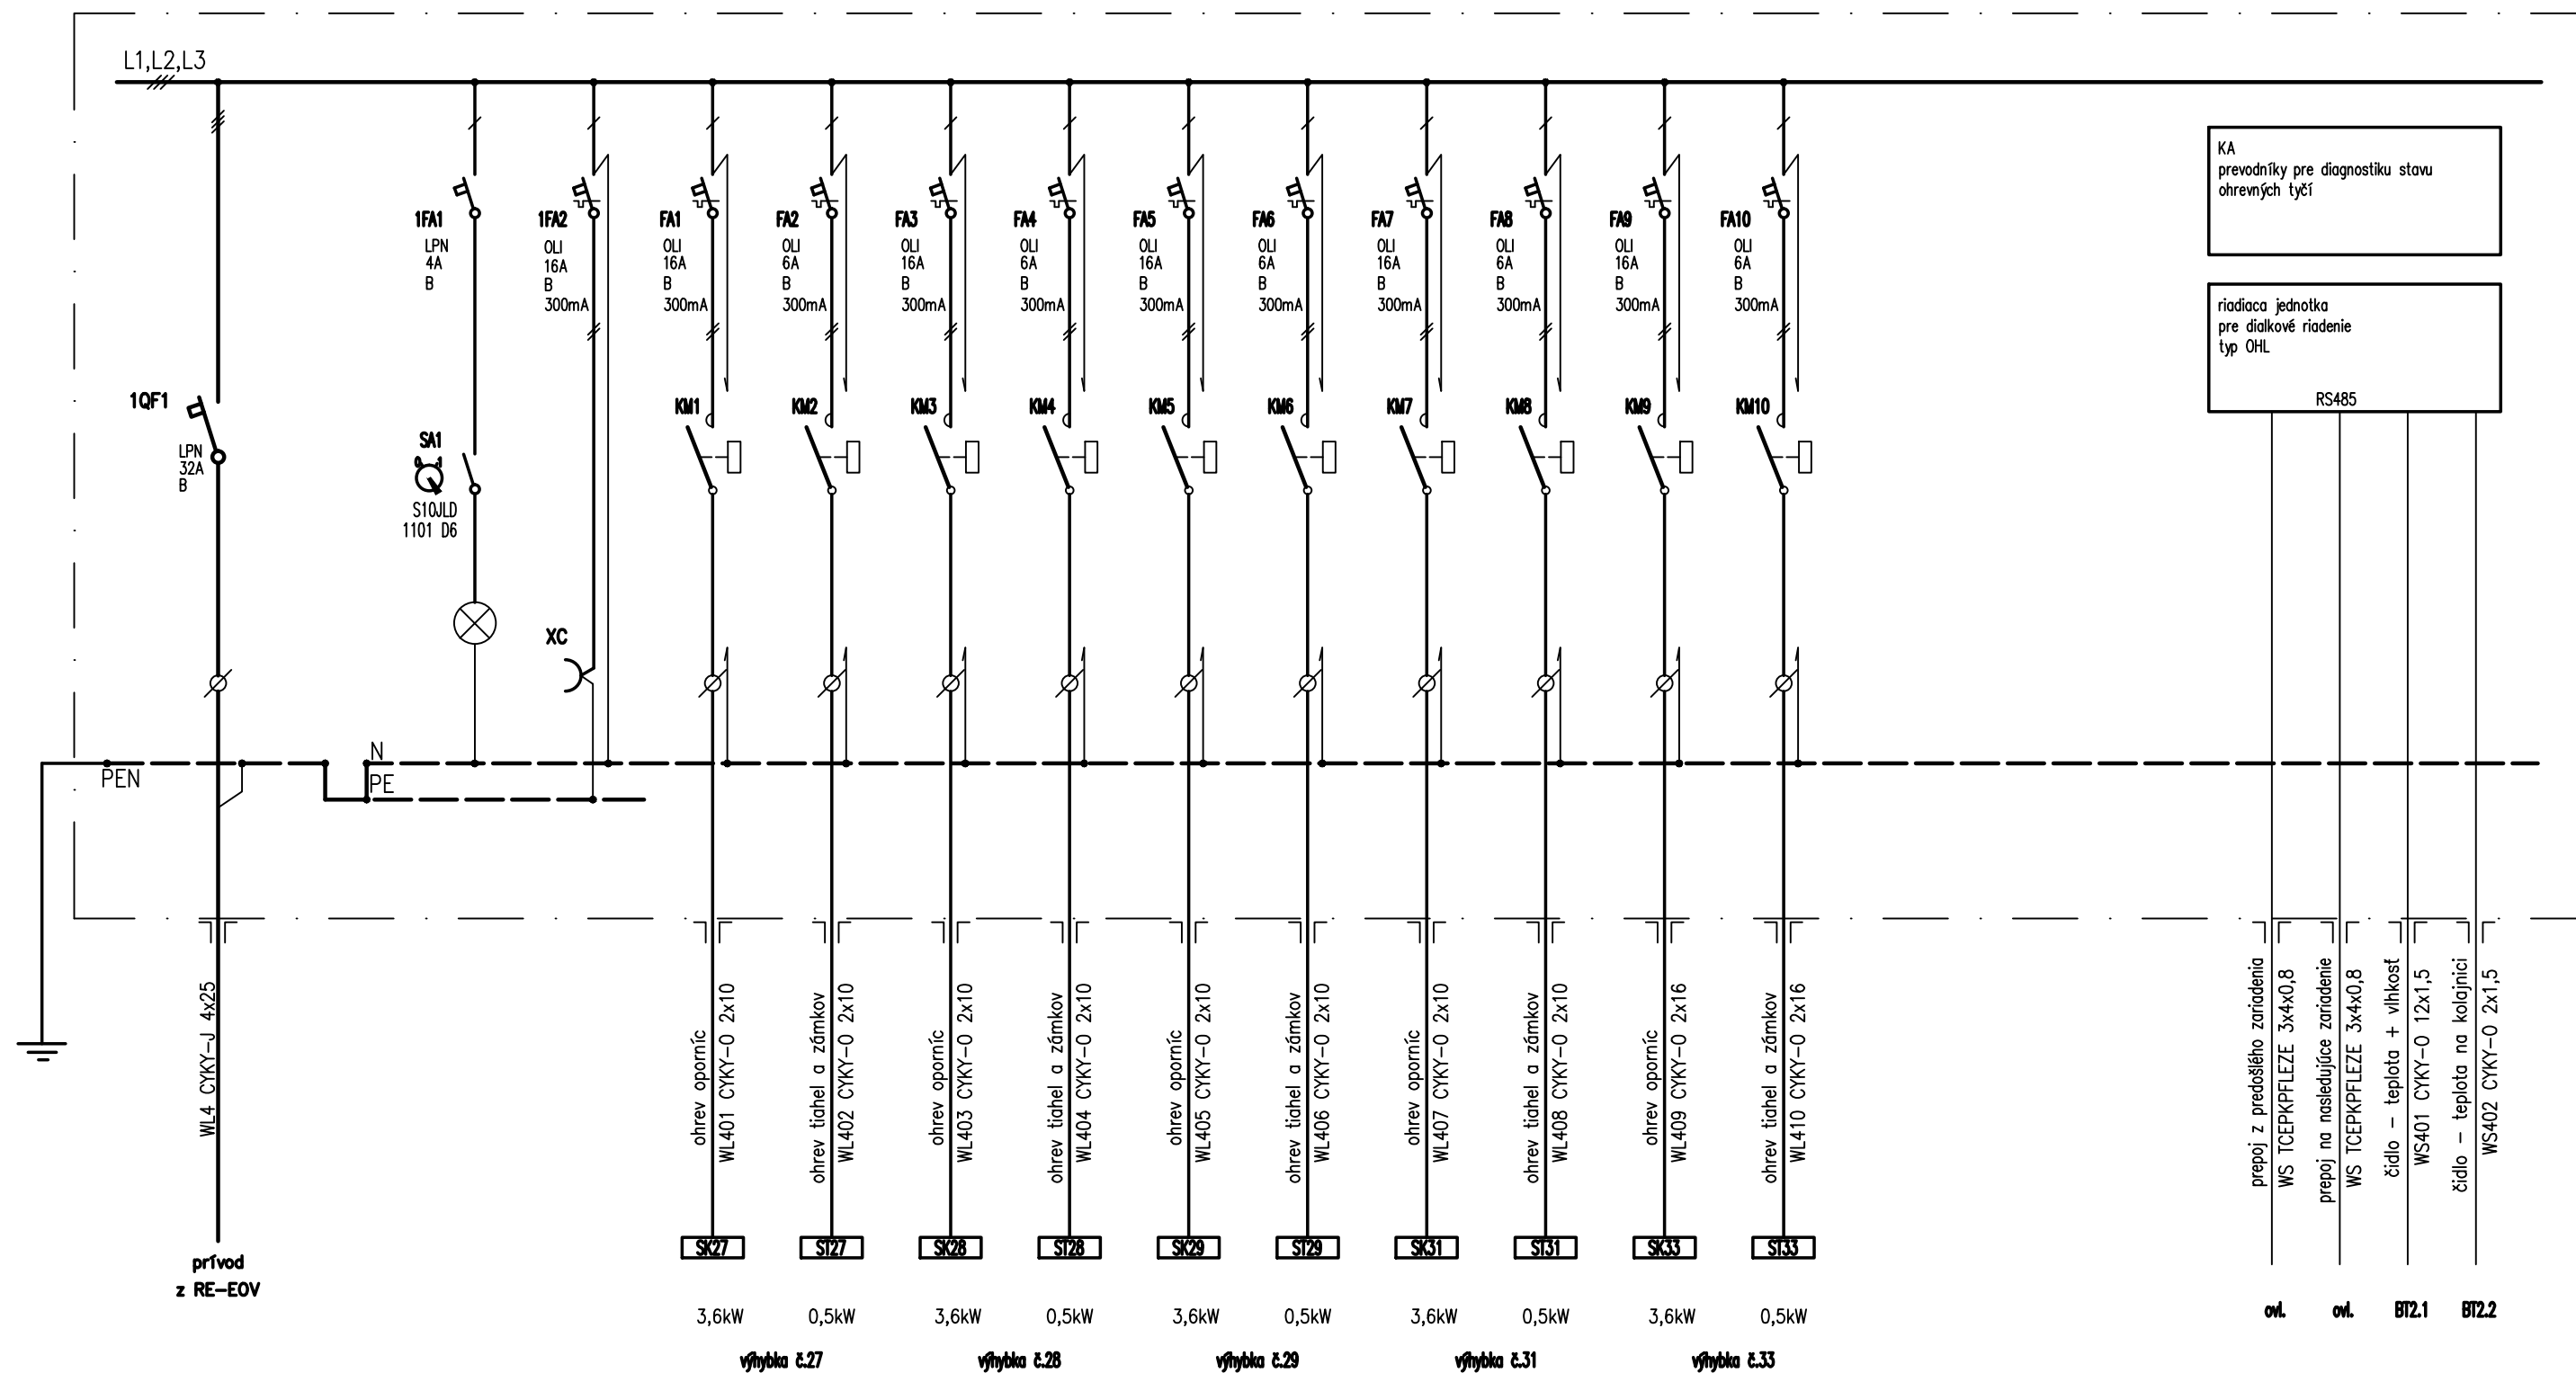 L1,L2,L3
1QF1
LPN
32A
B
1FA1
LPN
4A
B
SA1
0 1
S10JLD
1101 D6
1FA2
OLI
16A
B
300mA
XC
FA1
OLI
16A
B
300mA
KM1
FA2
OLI
6A
B
300mA
KM2
FA3
OLI
16A
B
300mA
KM3
FA4
OLI
6A
B
300mA
KM4
FA5
OLI
16A
B
300mA
KM5
FA6
OLI
6A
B
300mA
KM6
FA7
OLI
16A
B
300mA
KM7
FA8
OLI
6A
B
300mA
KM8
FA9
OLI
16A
B
300mA
KM9
FA10
OLI
6A
B
300mA
KM10
KA
prevodníky pre diagnostiku stavu
ohrevných tyčí
riadiaca jednotka
pre dialkové riadenie
typ OHL
RS485
PEN
N
PE
WL4 CYKY-J 4x25
prívod
z RE-EOV
ohrev oporníc
WL401 CYKY-O 2x10
ohrev tiahel a zámkov
WL402 CYKY-O 2x10
ohrev oporníc
WL403 CYKY-O 2x10
ohrev tiahel a zámkov
WL404 CYKY-O 2x10
ohrev oporníc
WL405 CYKY-O 2x10
ohrev tiahel a zámkov
WL406 CYKY-O 2x10
ohrev oporníc
WL407 CYKY-O 2x10
ohrev tiahel a zámkov
WL408 CYKY-O 2x10
ohrev oporníc
WL409 CYKY-O 2x16
ohrev tiahel a zámkov
WL410 CYKY-O 2x16
prepoj z predošlého zariadenia
WS TCEPKPFLEZE 3x4x0,8
prepoj na nasledujúce zariadenie
WS TCEPKPFLEZE 3x4x0,8
čidlo - teplota + vlhkosť
WS401 CYKY-O 12x1,5
čidlo - teplota na kolajnici
WS402 CYKY-O 2x1,5
SK27
ST27
SK28
ST28
SK29
ST29
SK31
ST31
SK33
ST33
3,6kW
0,5kW
3,6kW
0,5kW
3,6kW
0,5kW
3,6kW
0,5kW
3,6kW
0,5kW
ovl.
ovl.
BT2.1
BT2.2
výhybka č.27
výhybka č.28
výhybka č.29
výhybka č.31
výhybka č.33